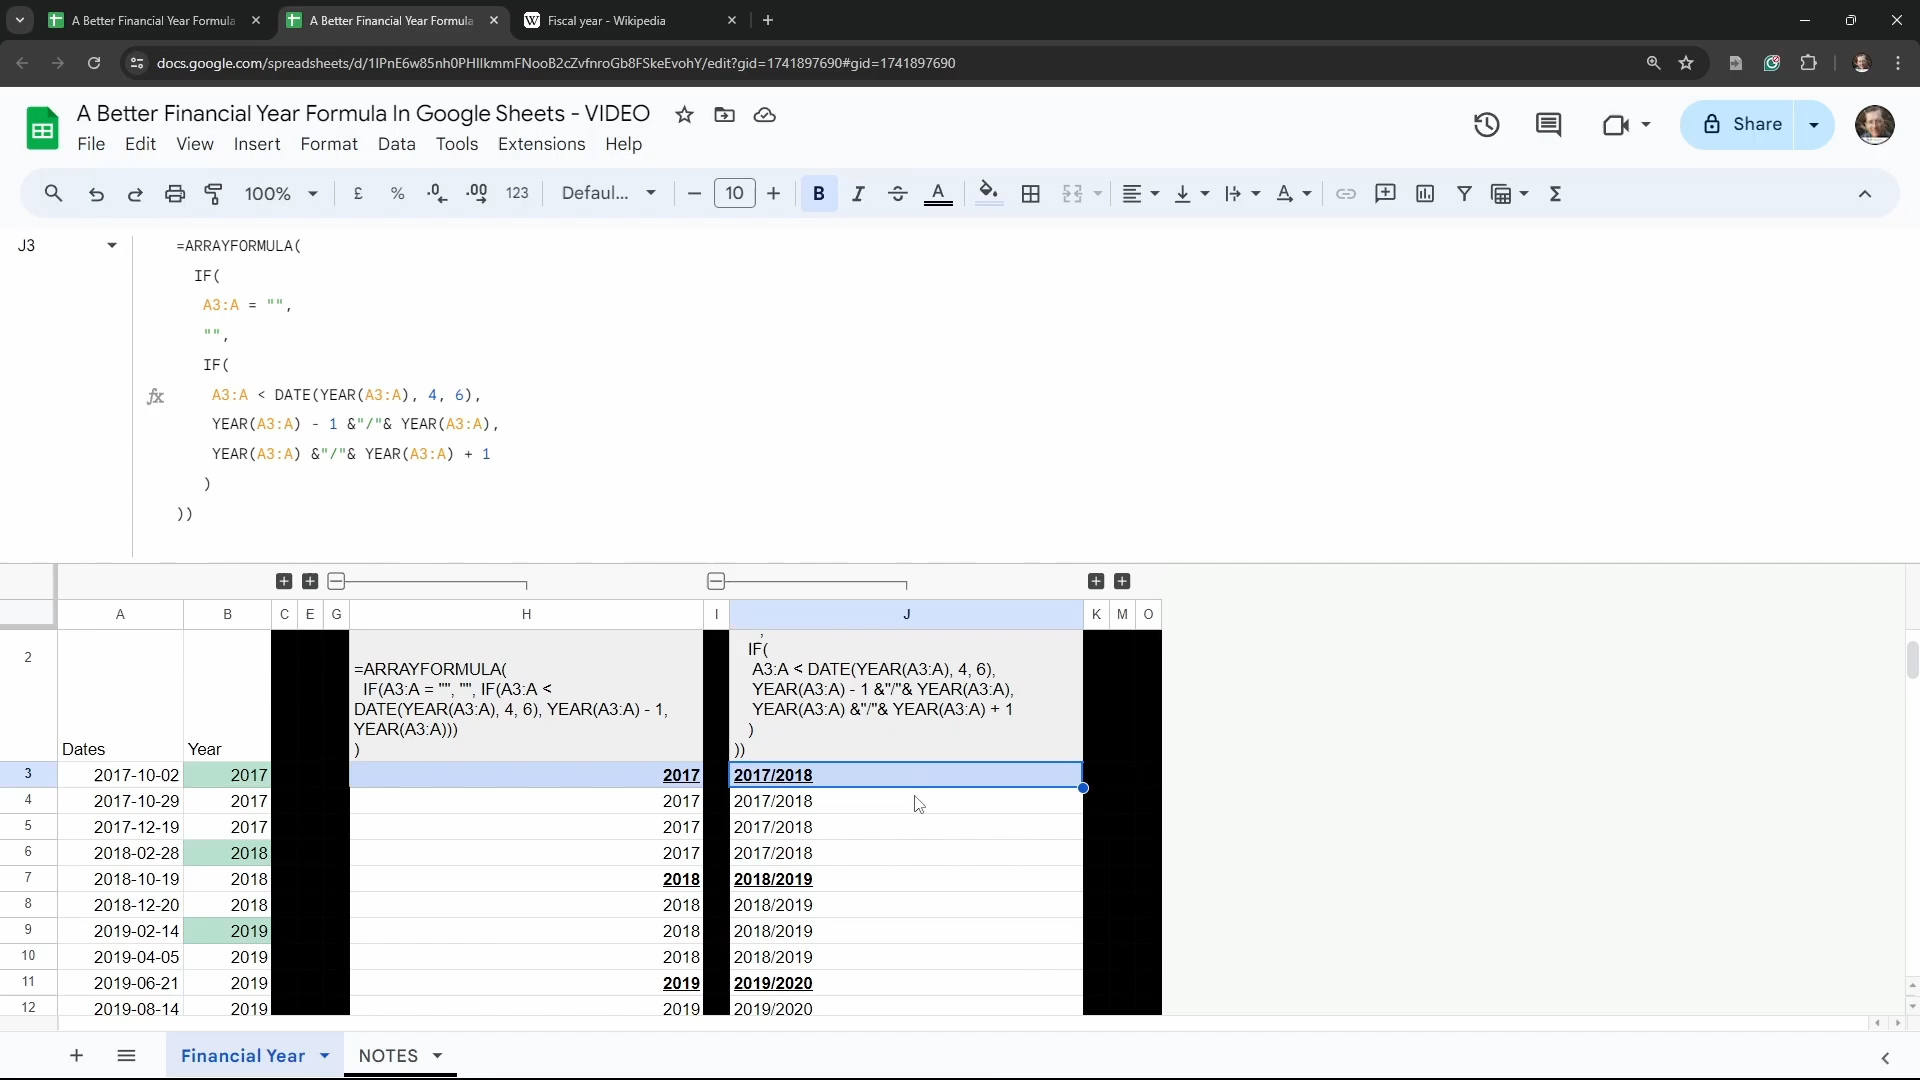 A Better Financial Year Formula
A Better Financial Year Formula
Fiscal year - Wikipedia
docs.google.com/spreadsheets/d/1IPnE6w85nh0PHIlkmmFNooB2cZvfnroGb8FSkeEvohY/edit?gid=1741897690#gid=1741897690
A Better Financial Year Formula In Google Sheets - VIDEO
Share
File Edit View Insert Format Data Tools Extensions Help
100% £ % .0 .00 123 Defaul... 10 B I S A A Σ
J3
=ARRAYFORMULA(
IF(
A3:A = "",
"",
IF(
fx
A3:A < DATE(YEAR(A3:A), 4, 6),
YEAR(A3:A) - 1 &"/"& YEAR(A3:A),
YEAR(A3:A) &"/"& YEAR(A3:A) + 1
)
))
A B C E G H I J K M O
2
Dates
Year
=ARRAYFORMULA(
IF(A3:A = "", "", IF(A3:A <
DATE(YEAR(A3:A), 4, 6), YEAR(A3:A) - 1,
YEAR(A3:A)))
)
,
IF(
A3:A < DATE(YEAR(A3:A), 4, 6),
YEAR(A3:A) - 1 &"/"& YEAR(A3:A),
YEAR(A3:A) &"/"& YEAR(A3:A) + 1
)
))
3 2017-10-02 2017 2017 2017/2018
4 2017-10-29 2017 2017 2017/2018
5 2017-12-19 2017 2017 2017/2018
6 2018-02-28 2018 2017 2017/2018
7 2018-10-19 2018 2018 2018/2019
8 2018-12-20 2018 2018 2018/2019
9 2019-02-14 2019 2018 2018/2019
10 2019-04-05 2019 2018 2018/2019
11 2019-06-21 2019 2019 2019/2020
12 2019-08-14 2019 2019 2019/2020
Financial Year
NOTES